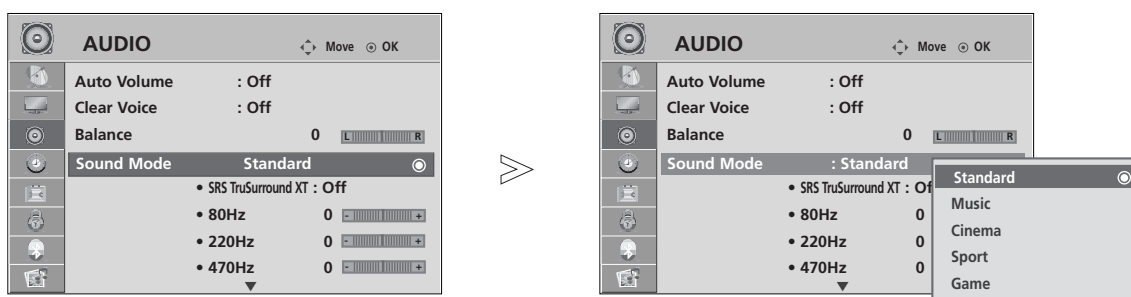 AUDIO
Move OK
Auto Volume : Off
Clear Voice : Off
Balance 0 L R
Sound Mode Standard
• SRS TruSurround XT : Off
• 80Hz 0 - +
• 220Hz 0 - +
• 470Hz 0 - +
AUDIO
Move OK
Auto Volume : Off
Clear Voice : Off
Balance 0 L R
Sound Mode : Standard
• SRS TruSurround XT : Of
• 80Hz 0
• 220Hz 0
• 470Hz 0
Standard
Music
Cinema
Sport
Game